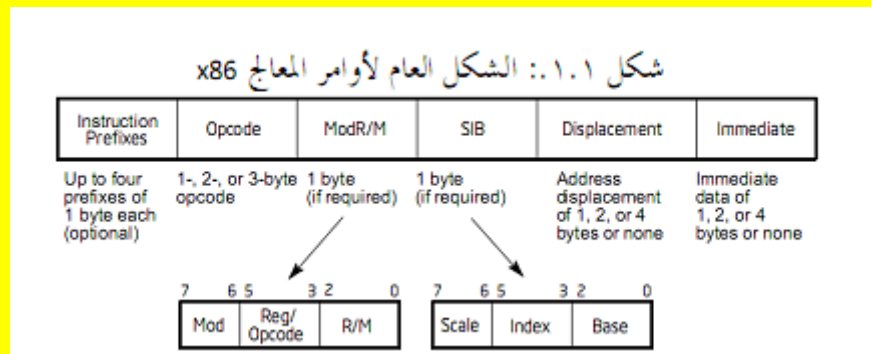 شكل ١.١.: الشكل العام لأوامر المعالج x86
Instruction Prefixes
Opcode
ModR/M
SIB
Displacement
Immediate
Up to four
prefixes of
1 byte each
(optional)
1-, 2-, or 3-byte
opcode
1 byte
(if required)
1 byte
(if required)
Address
displacement
of 1, 2, or 4
bytes or none
Immediate
data of
1, 2, or 4
bytes or none
7 6 5 3 2 0
Mod
Reg/
Opcode
R/M
7 6 5 3 2 0
Scale
Index
Base